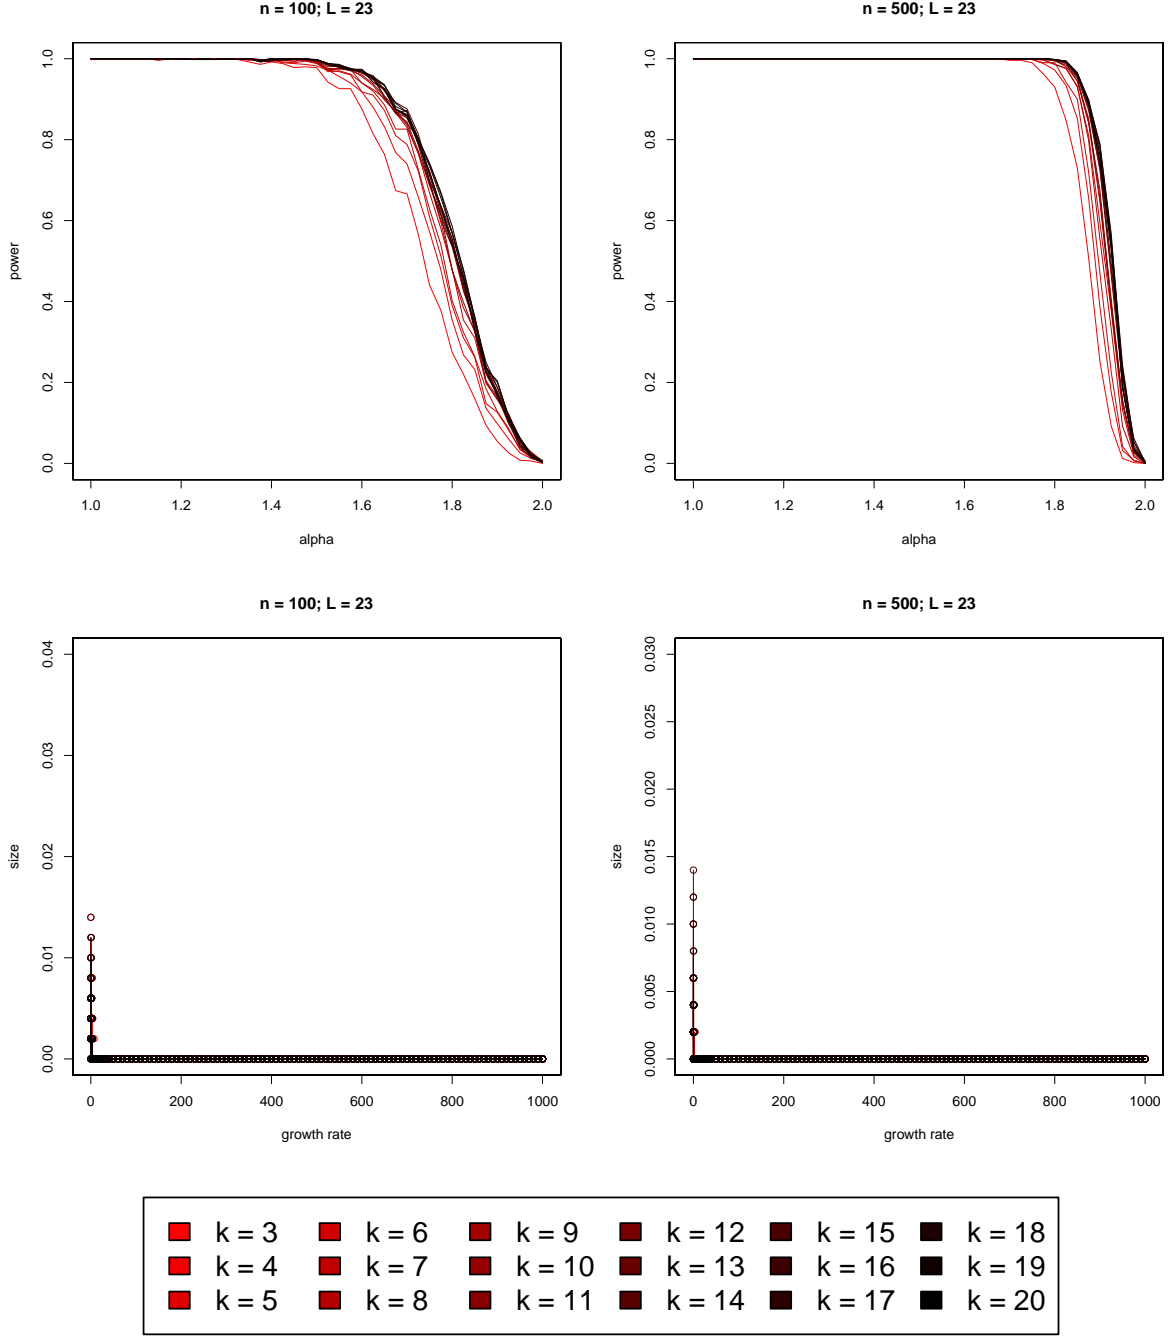 n = 100; L = 23
n = 500; L = 23
power
0.0 0.2 0.4 0.6 0.8 1.0
1.0 1.2 1.4 1.6 1.8 2.0
alpha
power
0.0 0.2 0.4 0.6 0.8 1.0
1.0 1.2 1.4 1.6 1.8 2.0
alpha
n = 100; L = 23
n = 500; L = 23
size
0.00 0.01 0.02 0.03 0.04
0 200 400 600 800 1000
growth rate
size
0.000 0.005 0.010 0.015 0.020 0.025 0.030
0 200 400 600 800 1000
growth rate
k = 3 k = 6 k = 9 k = 12 k = 15 k = 18
k = 4 k = 7 k = 10 k = 13 k = 16 k = 19
k = 5 k = 8 k = 11 k = 14 k = 17 k = 20